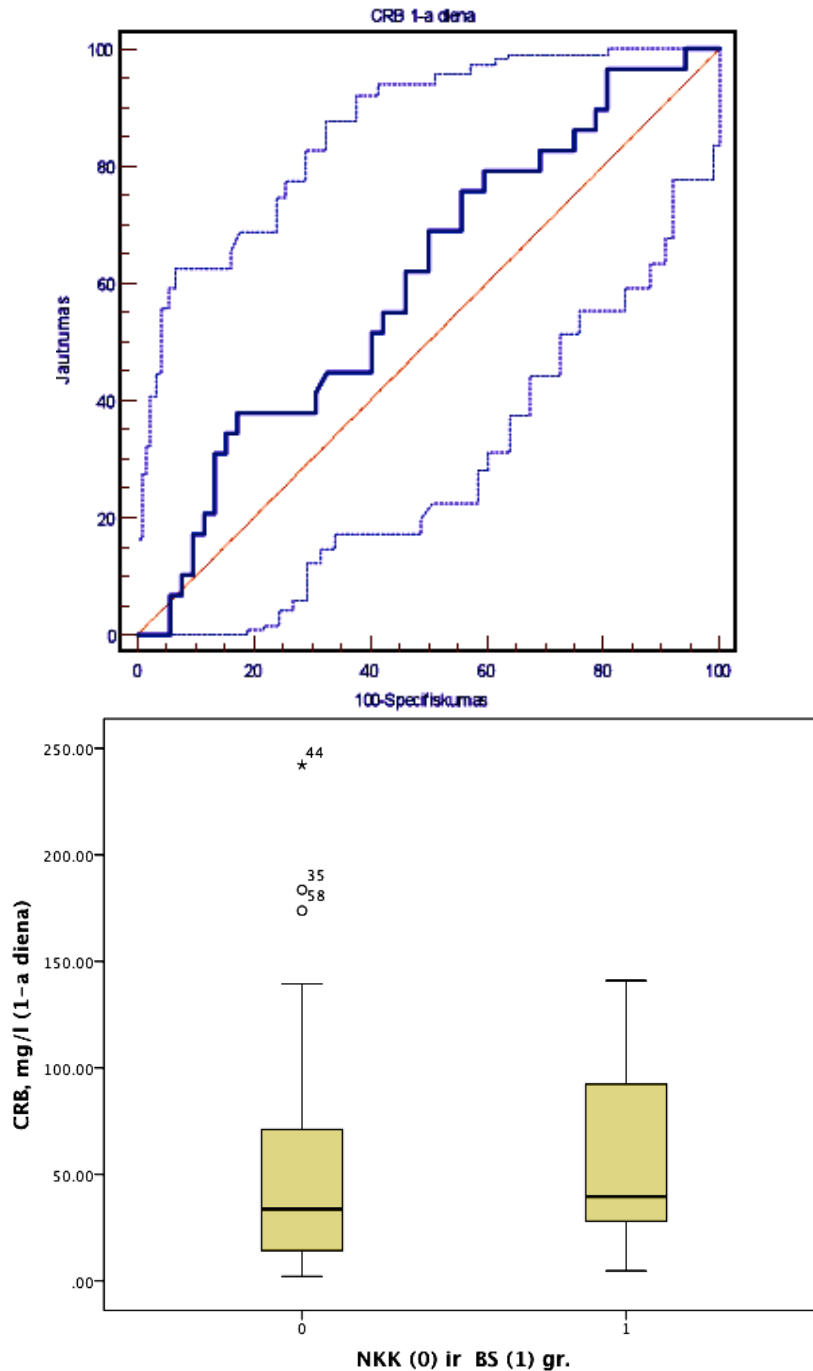 CRB 1-a diena
100
80
60
40
20
0
Jautrumas
0 20 40 60 80 100
100-Specifiskumas
250.00
200.00
150.00
100.00
50.00
.00
CRB, mg/l (1-a diena)
44
35
58
0 1
NKK (0) ir BS (1) gr.